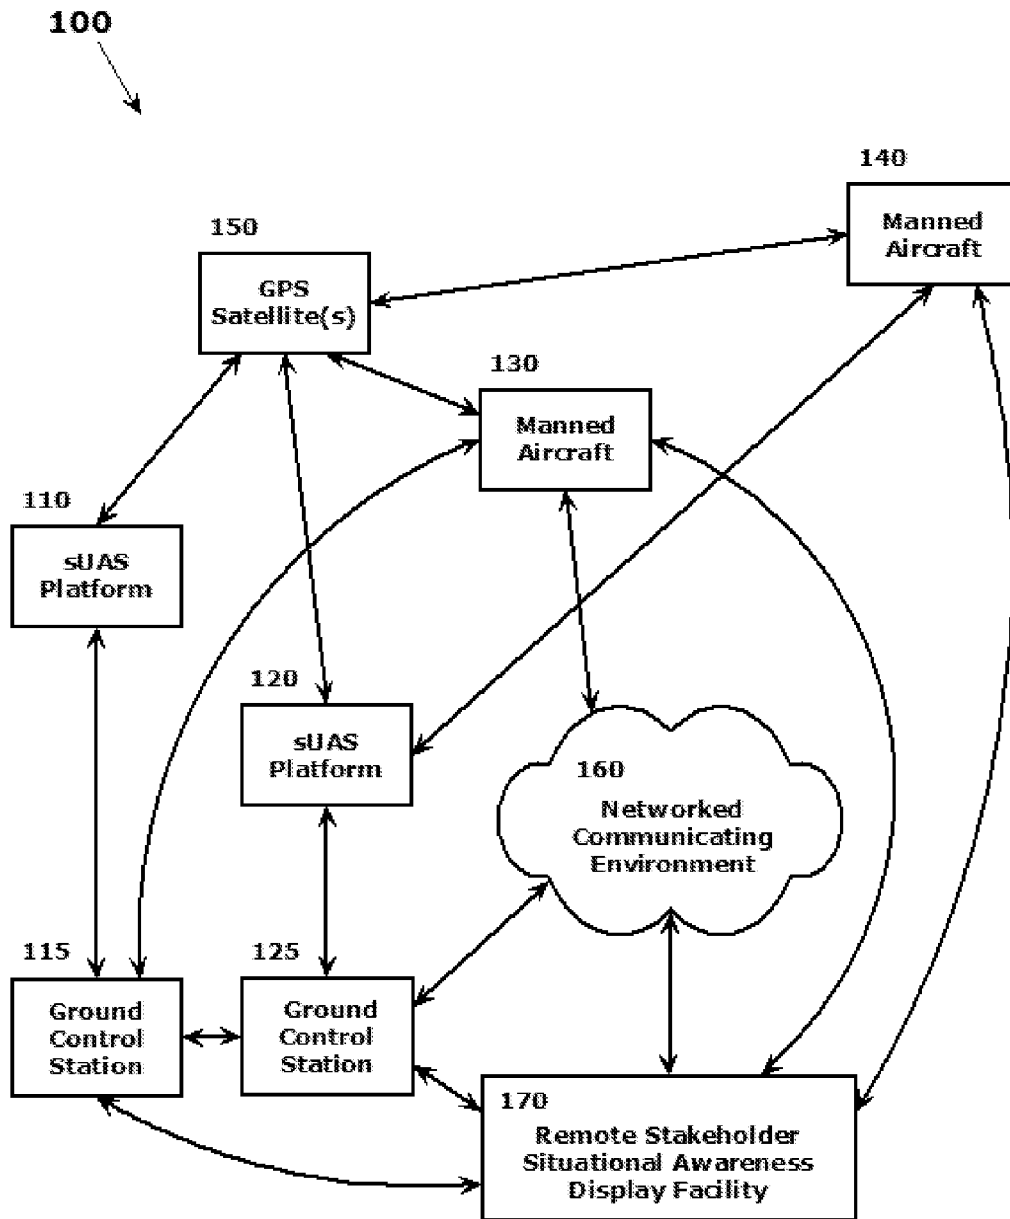 100
140
Manned
Aircraft
150
GPS
Satellite(s)
130
Manned
Aircraft
110
sUAS
Platform
120
sUAS
Platform
160
Networked
Communicating
Environment
115
Ground
Control
Station
125
Ground
Control
Station
170
Remote Stakeholder
Situational Awareness
Display Facility